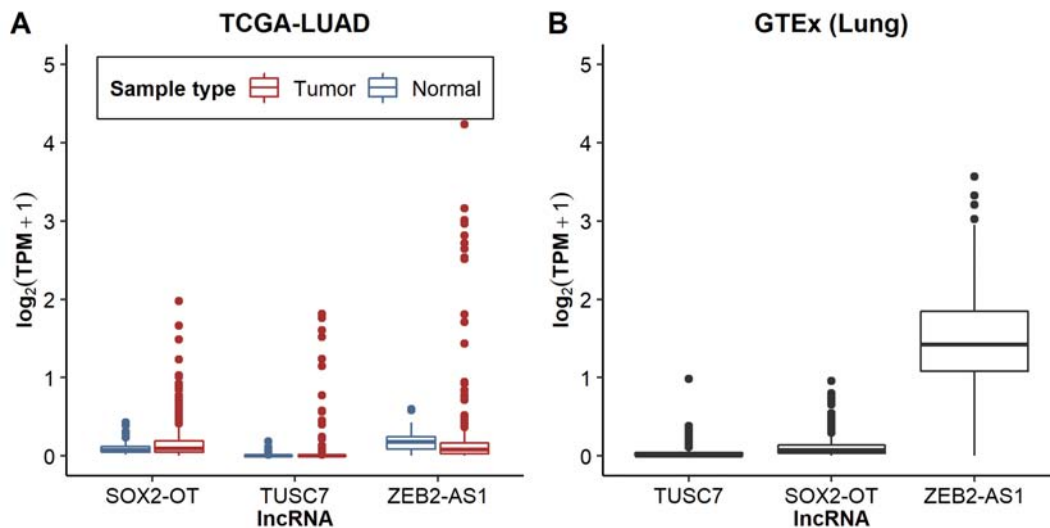 A
TCGA-LUAD
Sample type Tumor Normal
log₂(TPM + 1)
5
4
3
2
1
0
SOX2-OT TUSC7 ZEB2-AS1
lncRNA
B
GTEx (Lung)
log₂(TPM + 1)
5
4
3
2
1
0
TUSC7 SOX2-OT ZEB2-AS1
lncRNA